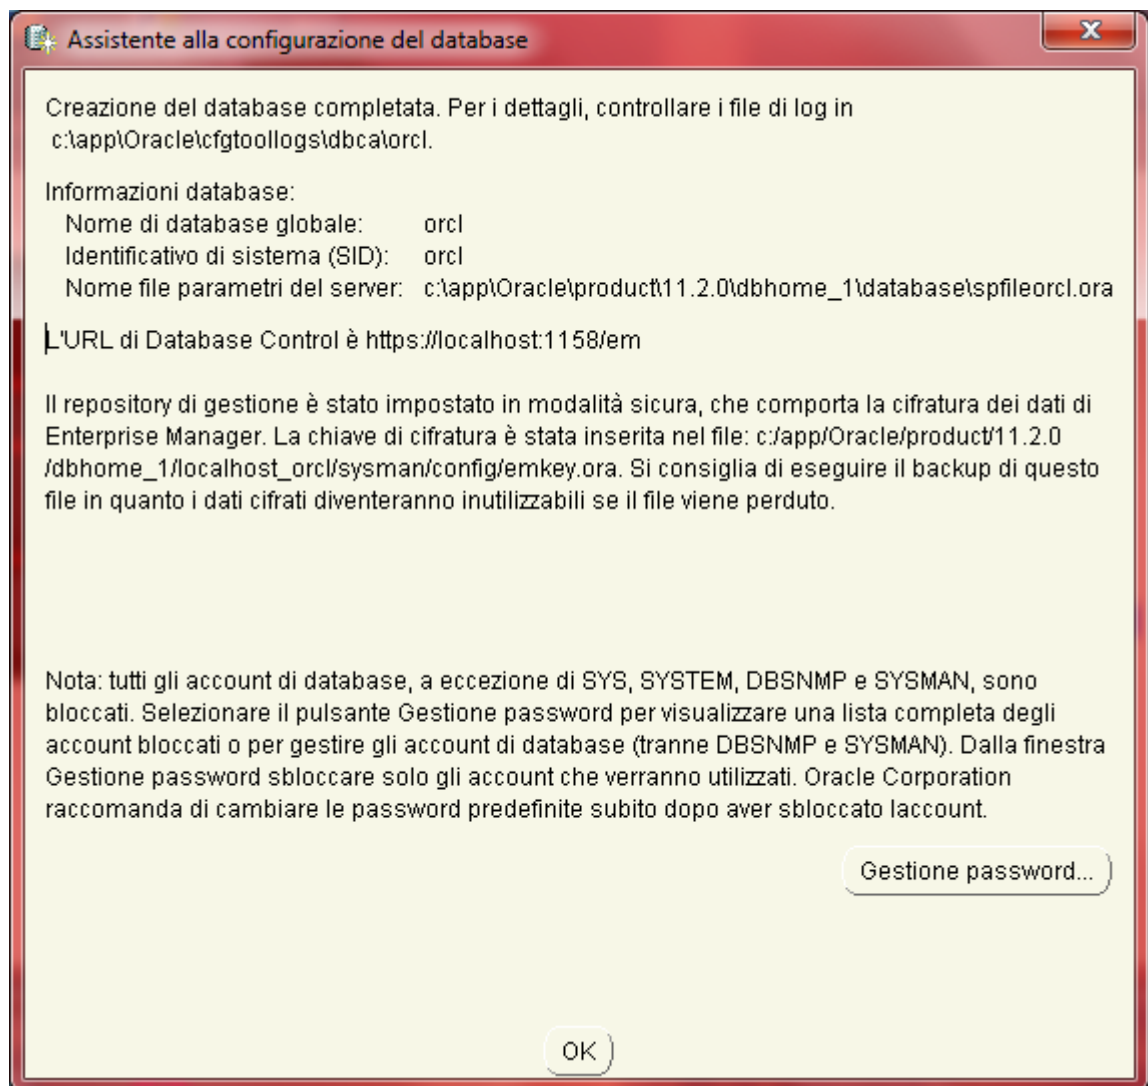 Assistente alla configurazione del database
Creazione del database completata. Per i dettagli, controllare i file di log in
c:\app\Oracle\cfgtoollogs\dbca\orcl.
Informazioni database:
Nome di database globale: orcl
Identificativo di sistema (SID): orcl
Nome file parametri del server: c:\app\Oracle\product\11.2.0\dbhome_1\database\spfileorcl.ora
L'URL di Database Control è https://localhost:1158/em
Il repository di gestione è stato impostato in modalità sicura, che comporta la cifratura dei dati di
Enterprise Manager. La chiave di cifratura è stata inserita nel file: c:/app/Oracle/product/11.2.0
/dbhome_1/localhost_orcl/sysman/config/emkey.ora. Si consiglia di eseguire il backup di questo
file in quanto i dati cifrati diventeranno inutilizzabili se il file viene perduto.
Nota: tutti gli account di database, a eccezione di SYS, SYSTEM, DBSNMP e SYSMAN, sono
bloccati. Selezionare il pulsante Gestione password per visualizzare una lista completa degli
account bloccati o per gestire gli account di database (tranne DBSNMP e SYSMAN). Dalla finestra
Gestione password sbloccare solo gli account che verranno utilizzati. Oracle Corporation
raccomanda di cambiare le password predefinite subito dopo aver sbloccato laccount.
Gestione password...
OK